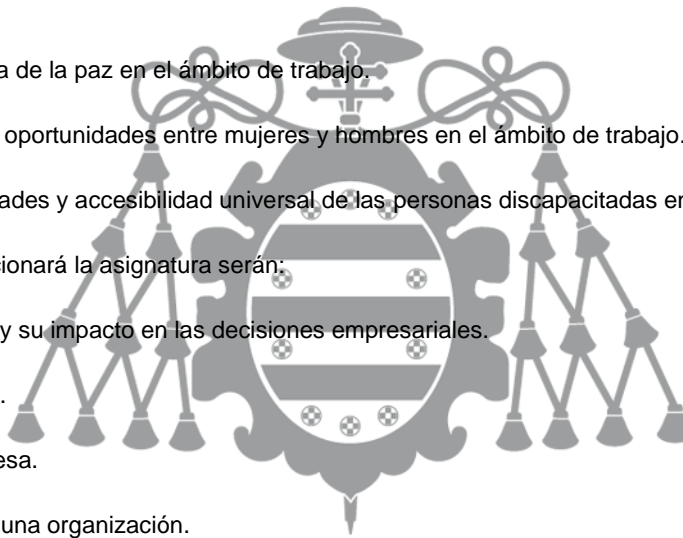 a de la paz en el ámbito de trabajo.
oportunidades entre mujeres y hombres en el ámbito de trabajo.
ades y accesibilidad universal de las personas discapacitadas en
cionará la asignatura serán:
y su impacto en las decisiones empresariales.
.
esa.
una organización.